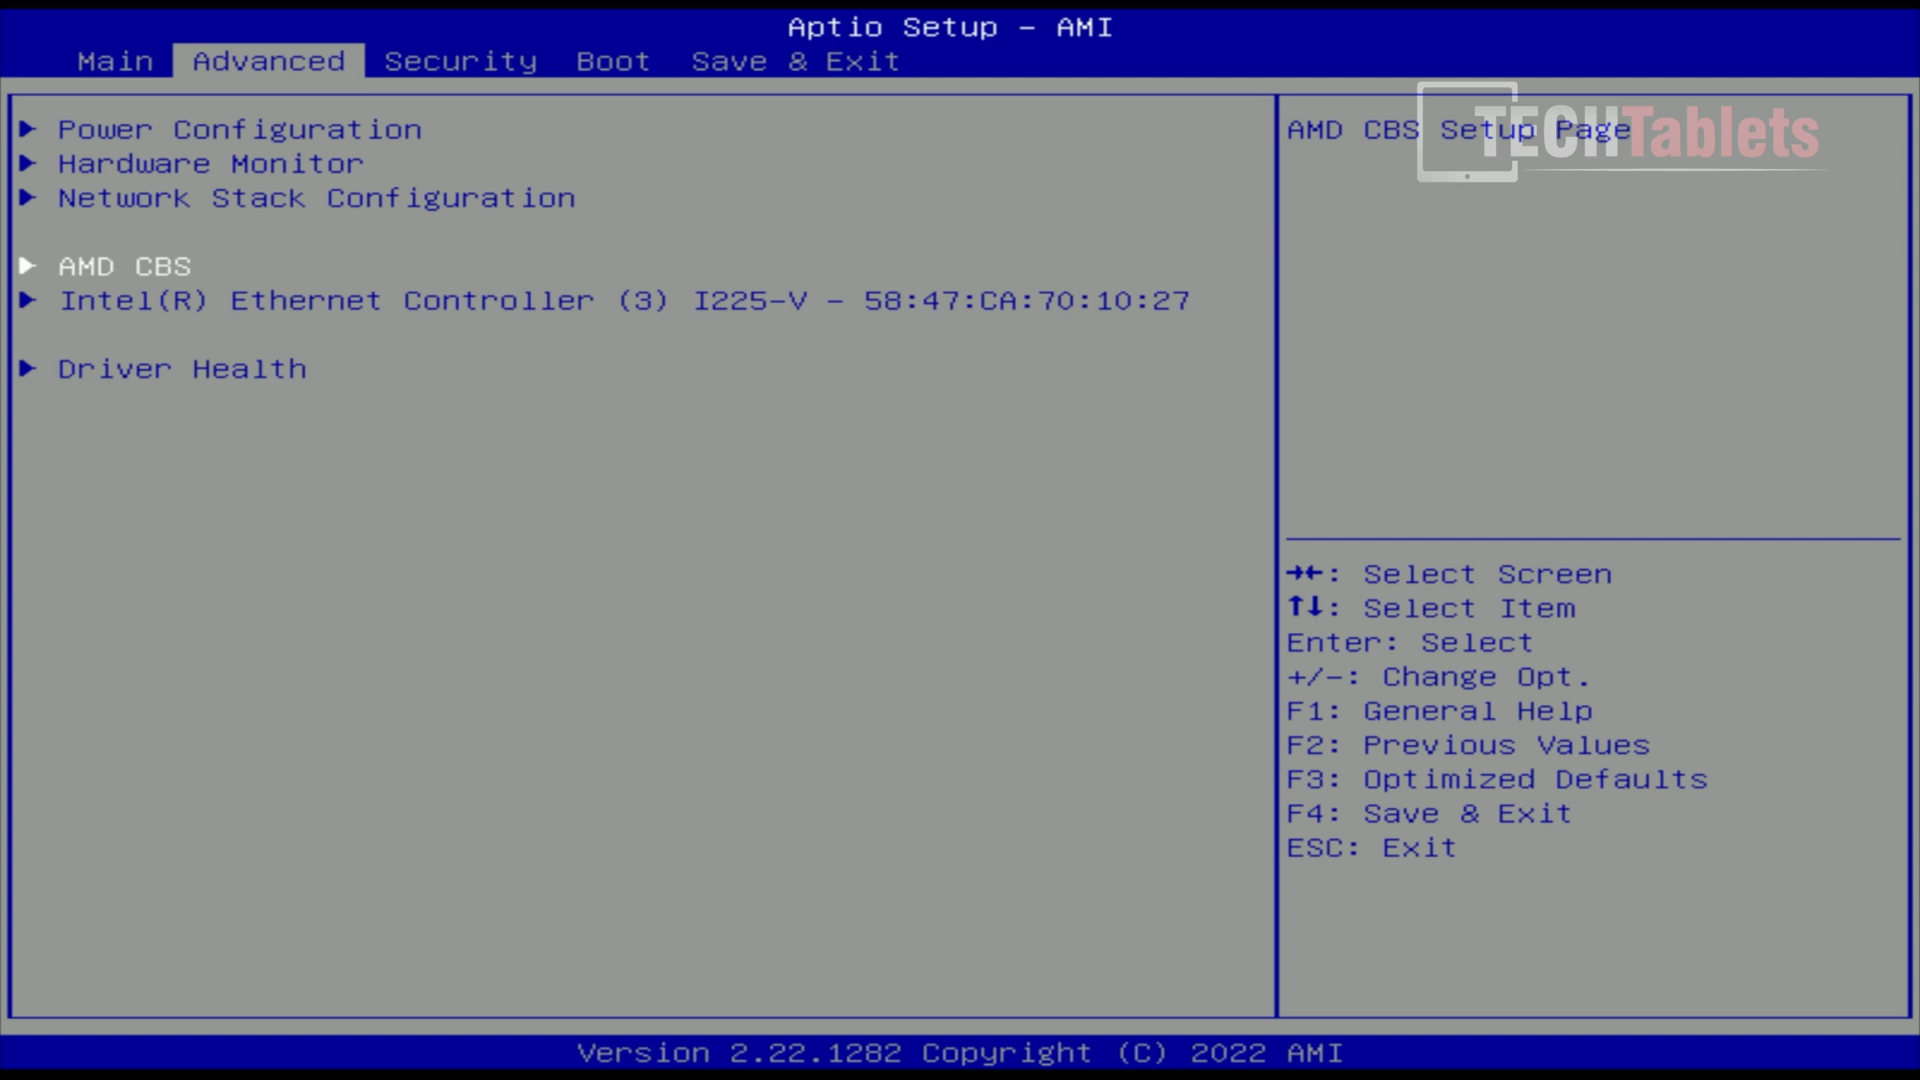 Aptio Setup – AMI
Main Advanced Security Boot Save & Exit
Power Configuration
Hardware Monitor
Network Stack Configuration
AMD CBS
Intel(R) Ethernet Controller (3) I225-V – 58:47:CA:70:10:27
Driver Health
AMD CBS Setup Page
TECHTablets
→←: Select Screen
↑↓: Select Item
Enter: Select
+/-: Change Opt.
F1: General Help
F2: Previous Values
F3: Optimized Defaults
F4: Save & Exit
ESC: Exit
Version 2.22.1282 Copyright (C) 2022 AMI